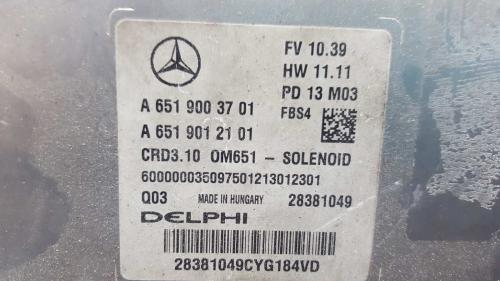 FV 10.39
HW 11.11
PD 13 M03
A 651 900 37 01
FBS4
A 651 901 21 01
CRD3.10 OM651 - SOLENOID
6000000035097501213012301
Q03 MADE IN HUNGARY 28381049
DELPHI
28381049CYG184VD